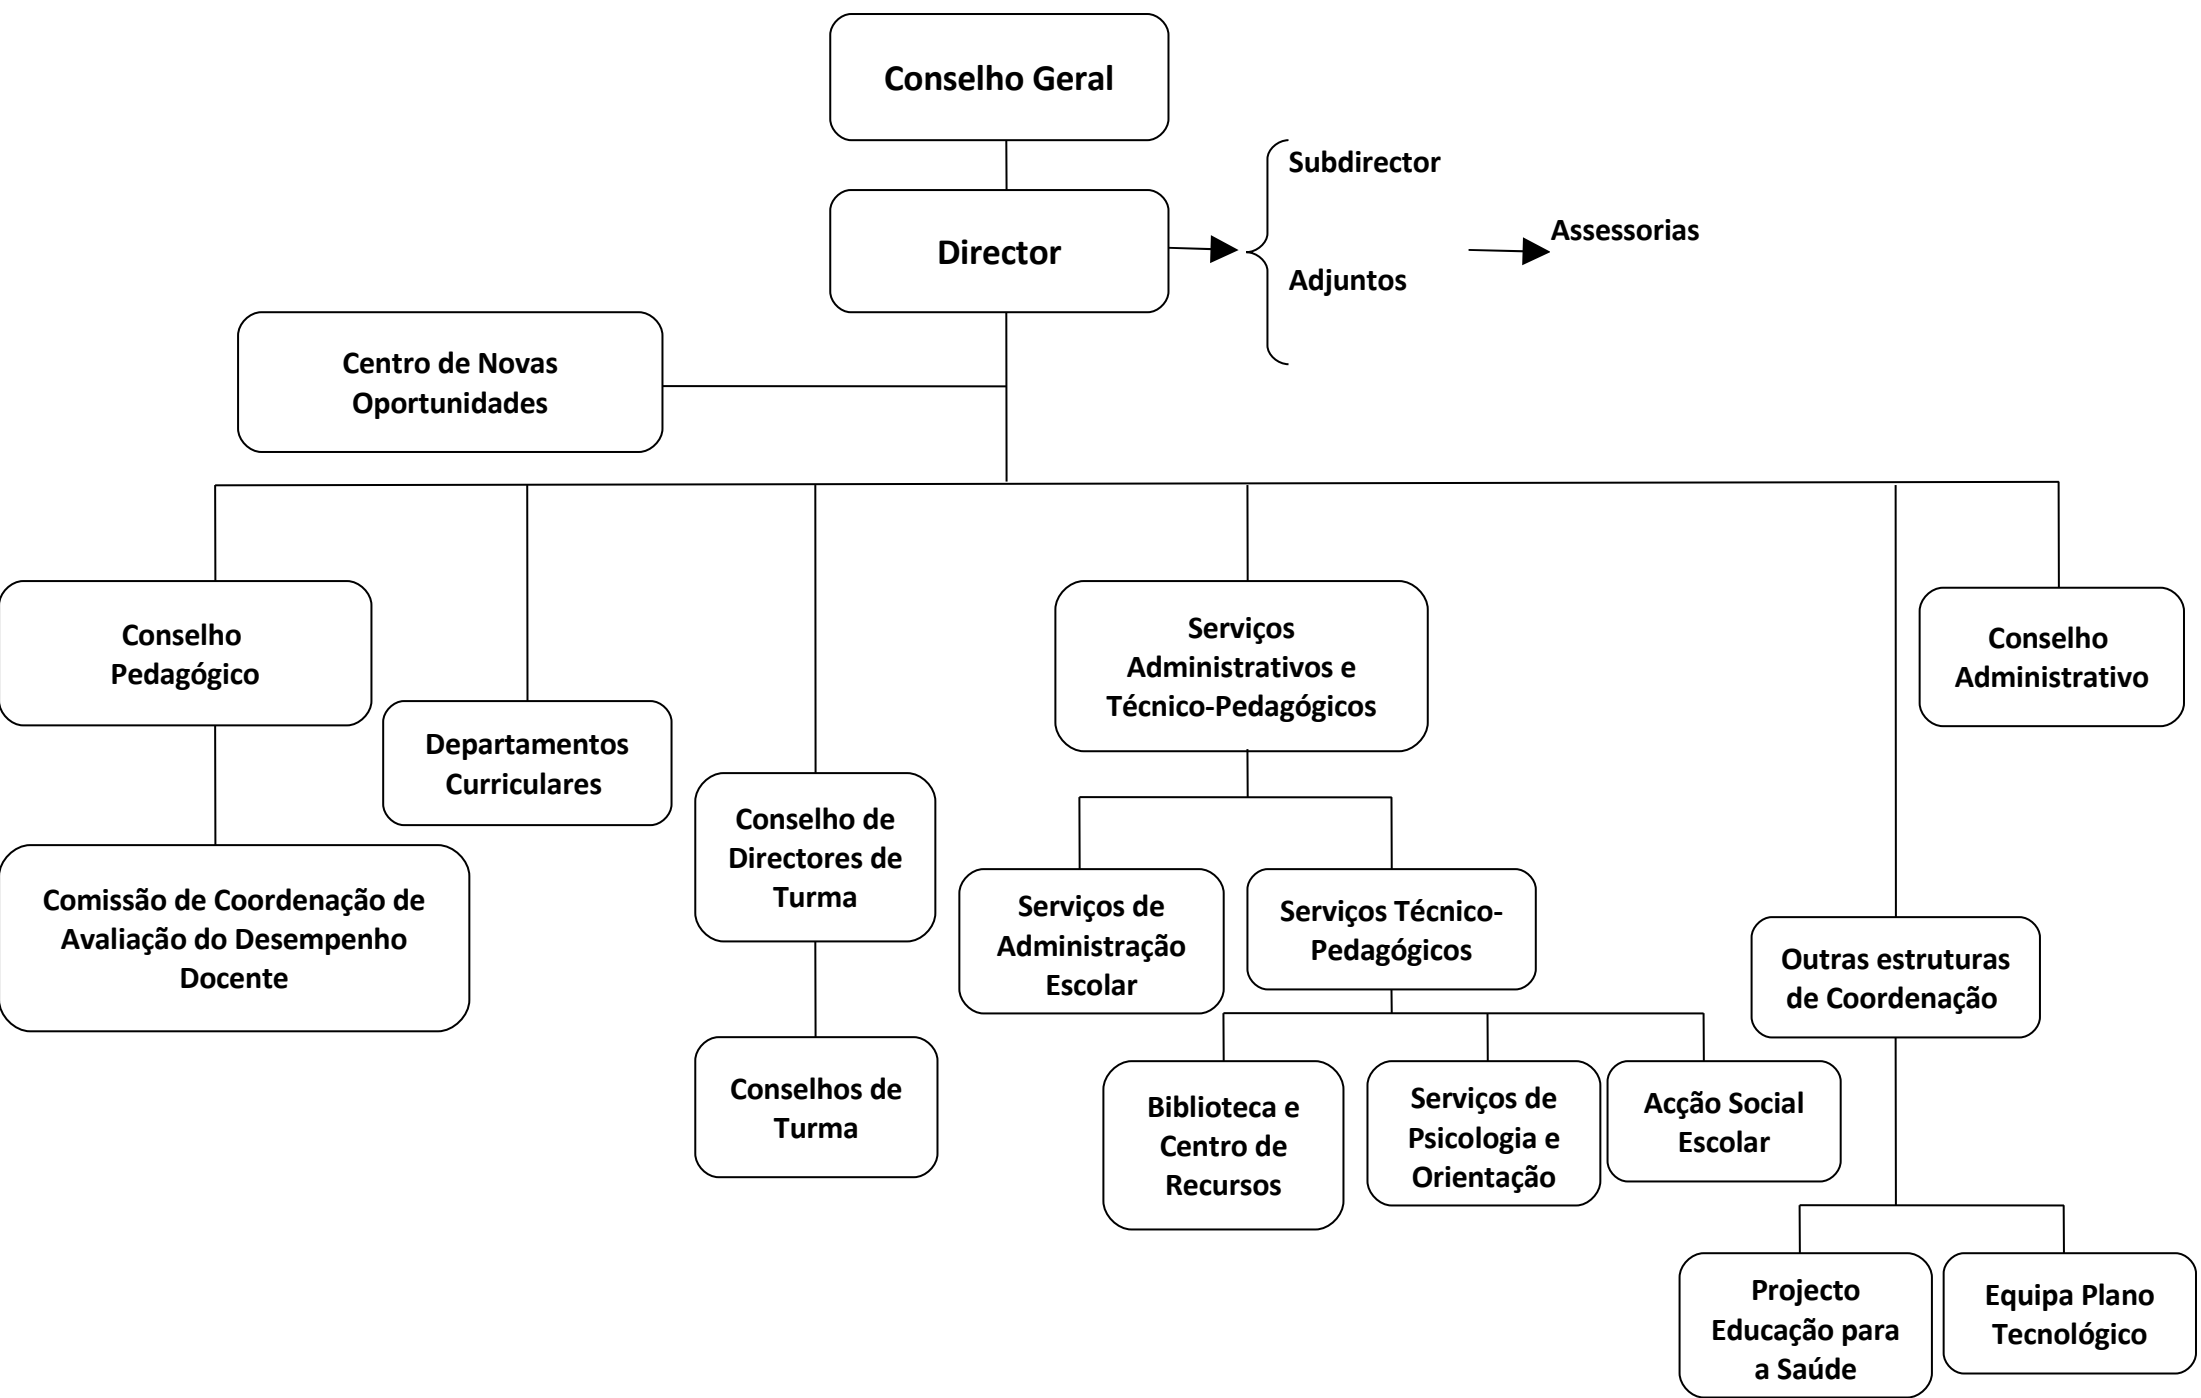 Conselho Geral
Subdirector
Director
Assessorias
Adjuntos
Centro de Novas
Oportunidades
Conselho
Pedagógico
Departamentos
Curriculares
Conselho de
Directores de
Turma
Serviços
Administrativos e
Técnico-Pedagógicos
Conselho
Administrativo
Comissão de Coordenação de
Avaliação do Desempenho
Docente
Serviços de
Administração
Escolar
Serviços Técnico-
Pedagógicos
Outras estruturas
de Coordenação
Conselhos de
Turma
Biblioteca e
Centro de
Recursos
Serviços de
Psicologia e
Orientação
Acção Social
Escolar
Projecto
Educação para
a Saúde
Equipa Plano
Tecnológico